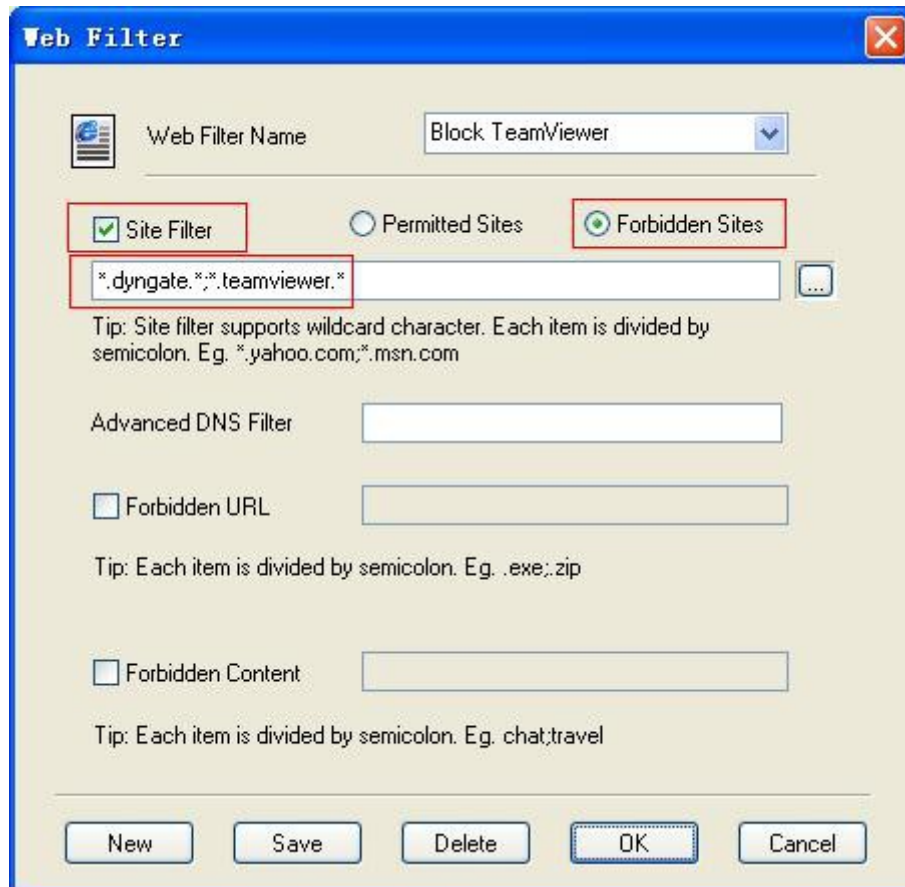 Web Filter
Web Filter Name
Block TeamViewer
Site Filter
Permitted Sites
Forbidden Sites
*.dyngate.*;*.teamviewer.*
...
Tip: Site filter supports wildcard character. Each item is divided by
semicolon. Eg. *.yahoo.com;*.msn.com
Advanced DNS Filter
Forbidden URL
Tip: Each item is divided by semicolon. Eg. .exe;.zip
Forbidden Content
Tip: Each item is divided by semicolon. Eg. chat;travel
New
Save
Delete
OK
Cancel